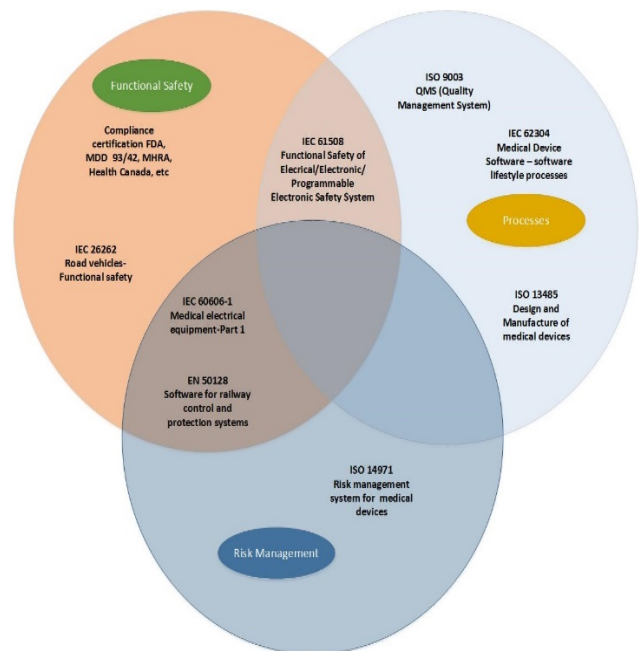 Functional Safety
Compliance
certification FDA,
MDD 93/42, MHRA,
Health Canada, etc
IEC 26262
Road vehicles-
Functional safety
IEC 61508
Functional Safety of
Elecrical/Electronic/
Programmable
Electronic Safety System
ISO 9003
QMS (Quality
Management System)
IEC 62304
Medical Device
Software – software
lifestyle processes
Processes
ISO 13485
Design and
Manufacture of
medical devices
IEC 60606-1
Medical electrical
equipment-Part 1
EN 50128
Software for railway
control and
protection systems
ISO 14971
Risk management
system for medical
devices
Risk Management